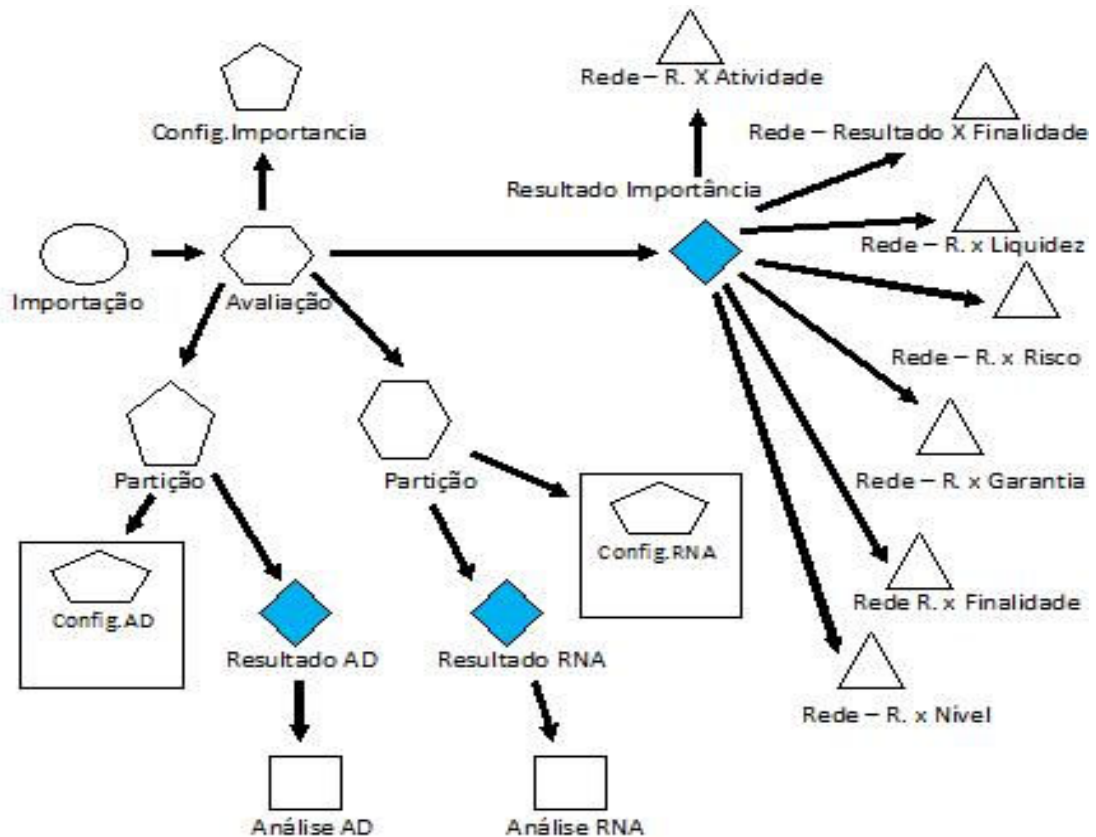 Rede – R. X Atividade
Config.Importancia
Rede – Resultado X Finalidade
Resultado Importância
Rede – R. x Liquidez
Importação
Avaliação
Rede – R. x Risco
Partição
Partição
Rede – R. x Garantia
Config.RNA
Config.AD
Rede R. x Finalidade
Resultado AD
Resultado RNA
Rede – R. x Nível
Análise AD
Análise RNA